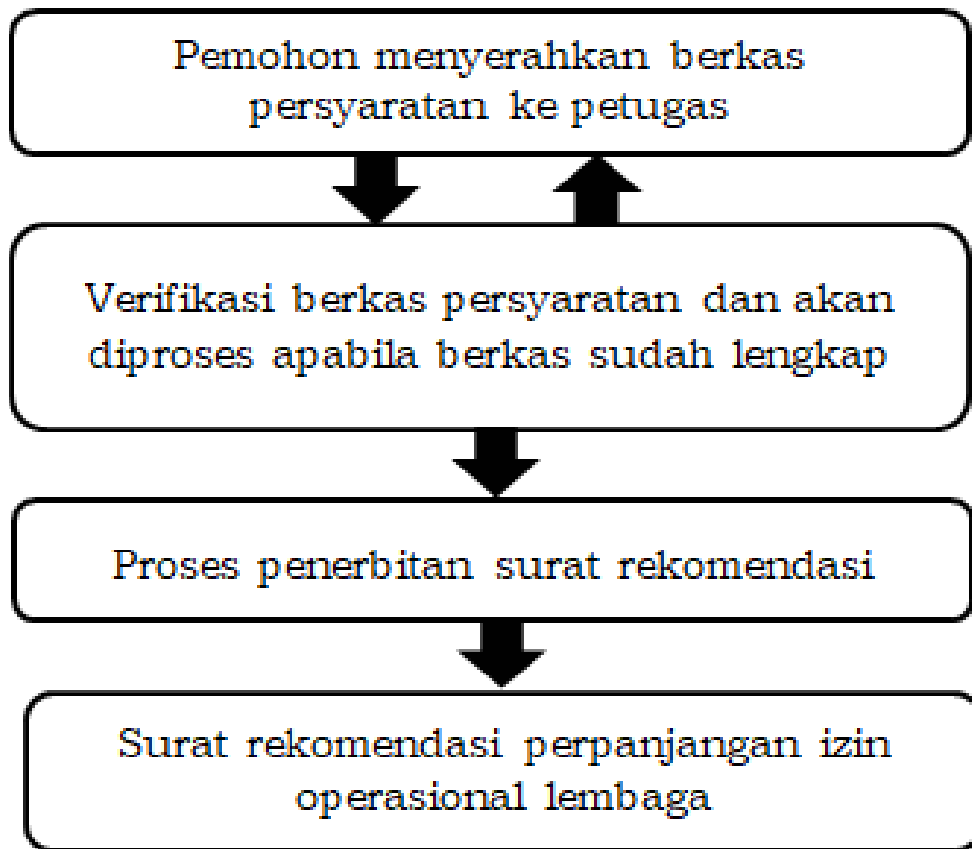 Pemohon menyerahkan berkas
persyaratan ke petugas
Verifikasi berkas persyaratan dan akan
diproses apabila berkas sudah lengkap
Proses penerbitan surat rekomendasi
Surat rekomendasi perpanjangan izin
operasional lembaga